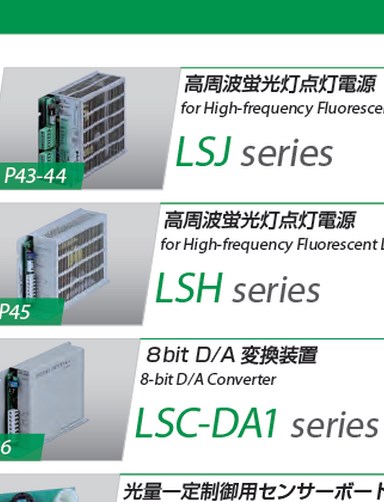 高周波蛍光灯点灯電源
for High-frequency
LSJ series
P43-44
高周波蛍光灯点灯電源
for High-frequency Fluorescent
LSH series
P45
8bit D/A 変換装置
8-bit D/A Converter
LSC-DA1 series
6
光量一定制御用センサーボード